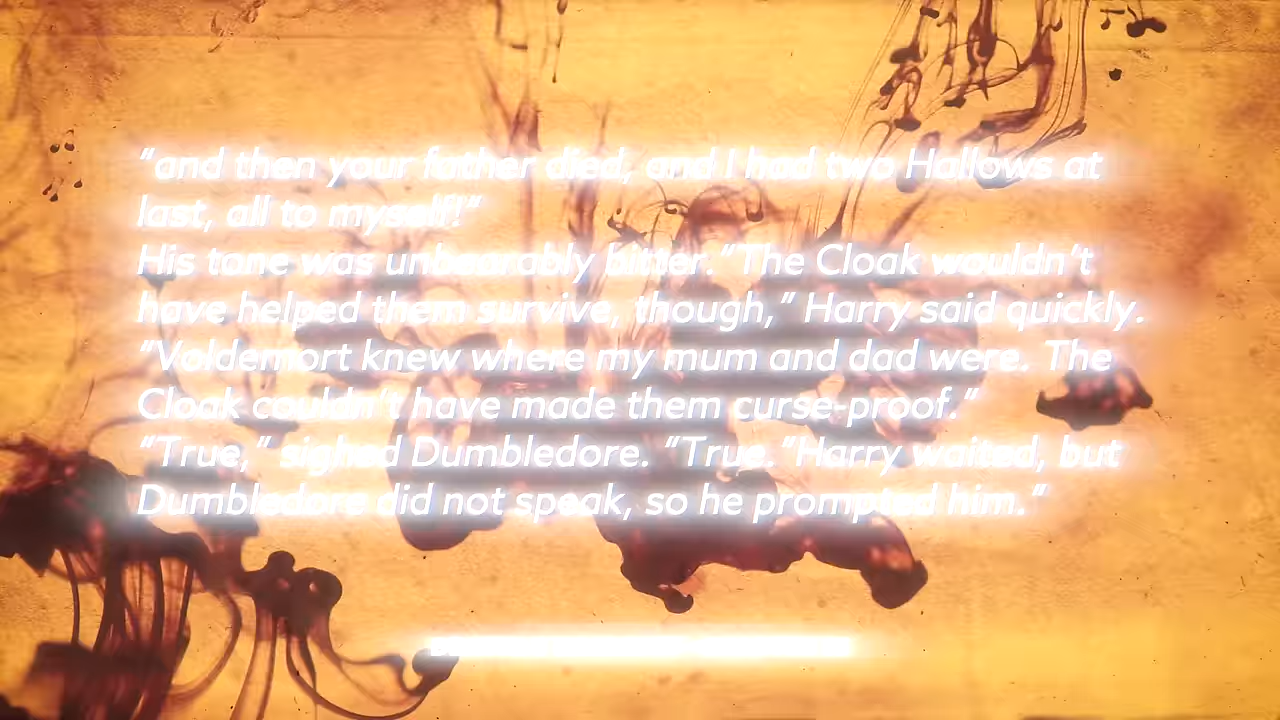 "and then your father died, and I had two Hallows at
last, all to myself!"
His tone was unbearably bitter."The Cloak wouldn't
have helped them survive, though," Harry said quickly.
"Voldemort knew where my mum and dad were. The
Cloak couldn't have made them curse-proof."
"True," sighed Dumbledore. "True."Harry waited, but
Dumbledore did not speak, so he prompted him."